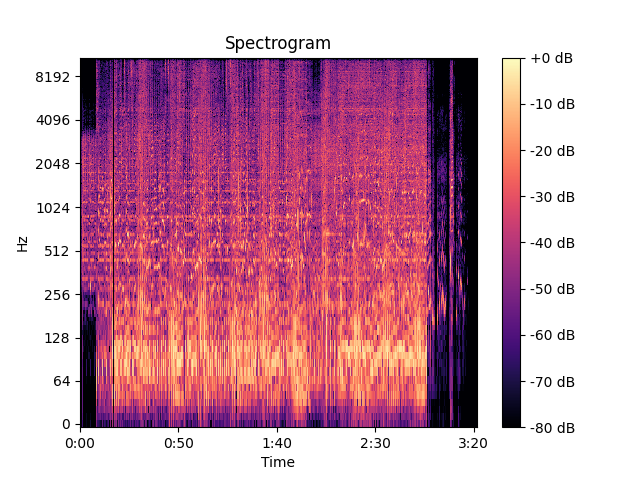 Spectrogram
Hz
8192
4096
2048
1024
512
256
128
64
0
0:00
0:50
1:40
2:30
3:20
Time
+0 dB
-10 dB
-20 dB
-30 dB
-40 dB
-50 dB
-60 dB
-70 dB
-80 dB